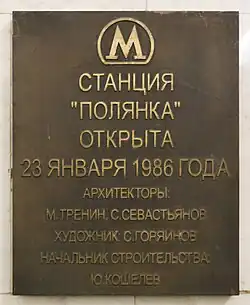 М
СТАНЦИЯ
"ПОЛЯНКА"
ОТКРЫТА
23 ЯНВАРЯ 1986 ГОДА
АРХИТЕКТОРЫ:
М. ТРЕНИН, С. СЕВАСТЬЯНОВ
ХУДОЖНИК: С. ГОРЯИНОВ
НАЧАЛЬНИК СТРОИТЕЛЬСТВА:
Ю. КОШЕЛЕВ